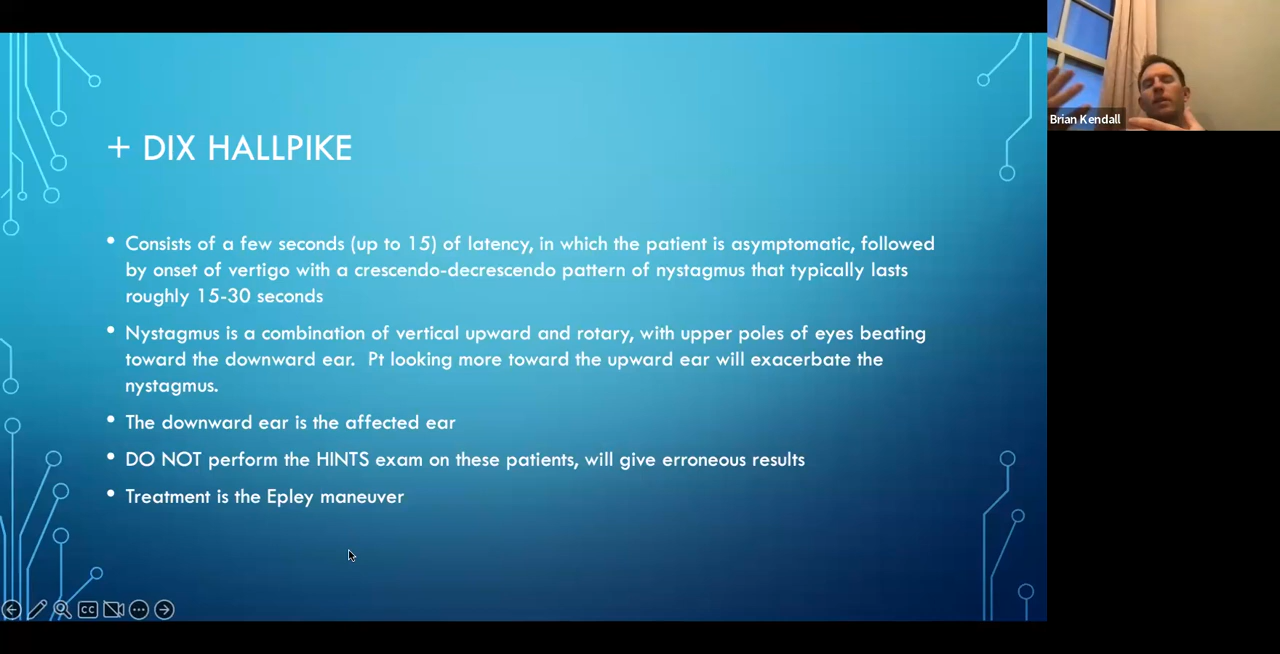 + DIX HALLPIKE
• Consists of a few seconds (up to 15) of latency, in which the patient is asymptomatic, followed
by onset of vertigo with a crescendo-decrescendo pattern of nystagmus that typically lasts
roughly 15-30 seconds
• Nystagmus is a combination of vertical upward and rotary, with upper poles of eyes beating
toward the downward ear.  Pt looking more toward the upward ear will exacerbate the
nystagmus.
• The downward ear is the affected ear
• DO NOT perform the HINTS exam on these patients, will give erroneous results
• Treatment is the Epley maneuver
CC
Brian Kendall